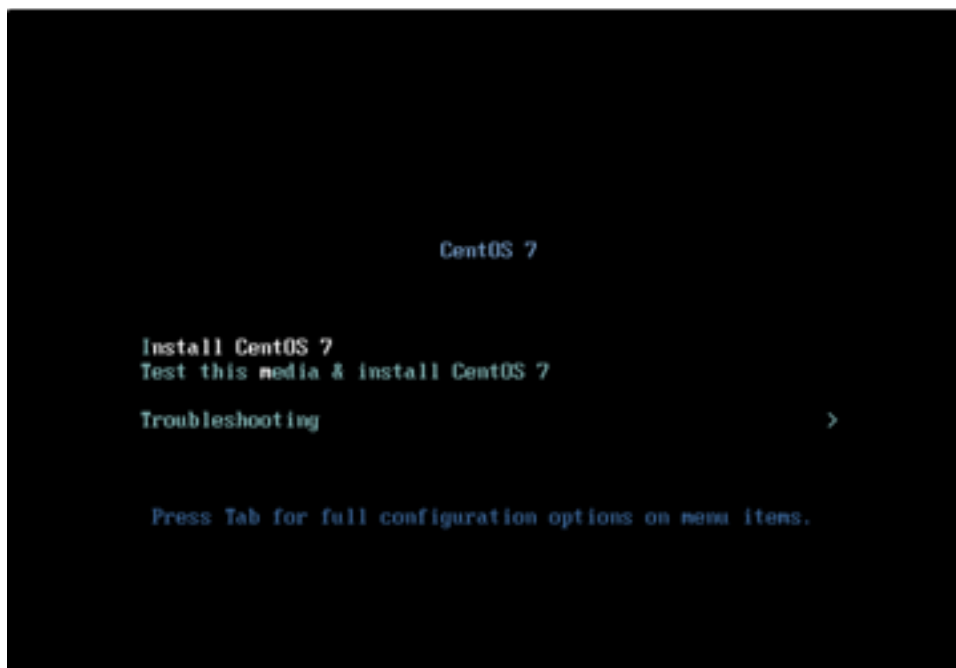 CentOS 7
Install CentOS 7
Test this media & install CentOS 7
Troubleshooting >
Press Tab for full configuration options on menu items.